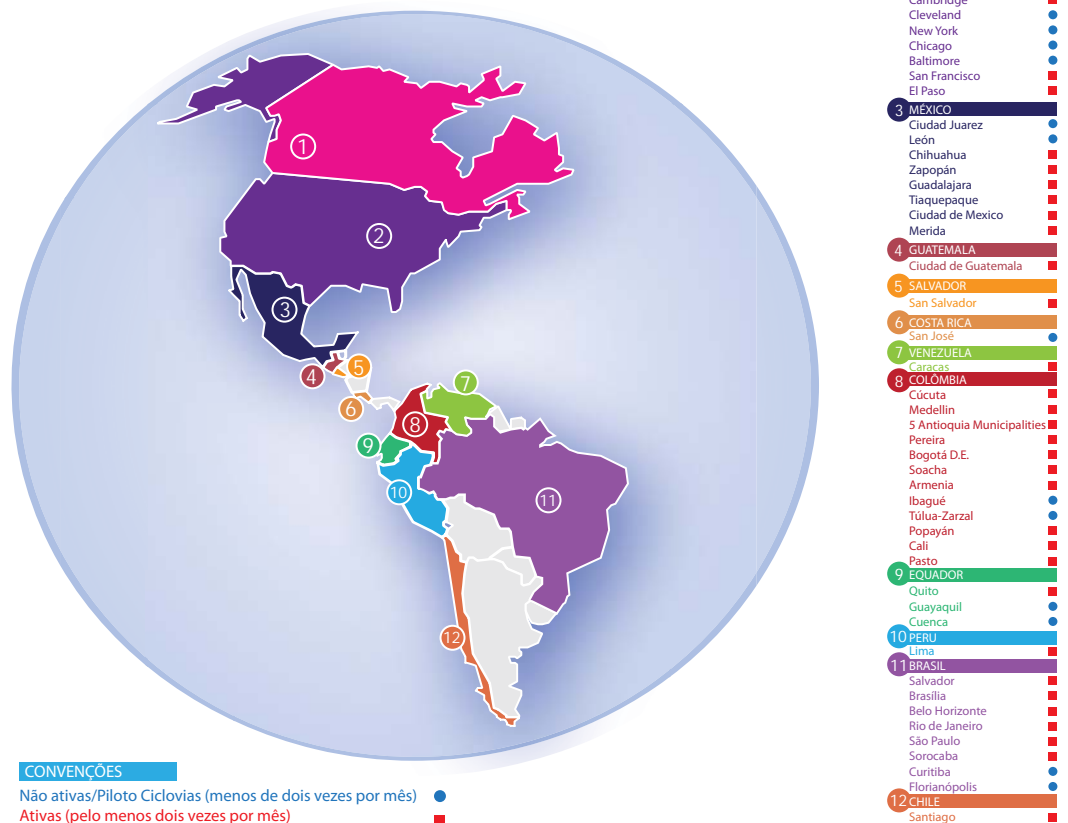 1
2
3
4
5
6
7
8
9
10
11
12
CONVENÇÕES
Não ativas/Piloto Ciclovias (menos de dois vezes por mês)
Ativas (pelo menos dois vezes por mês)
Cambridge
Cleveland
New York
Chicago
Baltimore
San Francisco
El Paso
3 MÉXICO
Ciudad Juarez
León
Chihuahua
Zapopán
Guadalajara
Tiaquepaque
Ciudad de Mexico
Merida
4 GUATEMALA
Ciudad de Guatemala
5 SALVADOR
San Salvador
6 COSTA RICA
San José
7 VENEZUELA
Caracas
8 COLÔMBIA
Cúcuta
Medellin
5 Antioquia Municipalities
Pereira
Bogotá D.E.
Soacha
Armenia
Ibagué
Túlua-Zarzal
Popayán
Cali
Pasto
9 EQUADOR
Quito
Guayaquil
Cuenca
10 PERU
Lima
11 BRASIL
Salvador
Brasília
Belo Horizonte
Rio de Janeiro
São Paulo
Sorocaba
Curitiba
Florianópolis
12 CHILE
Santiago